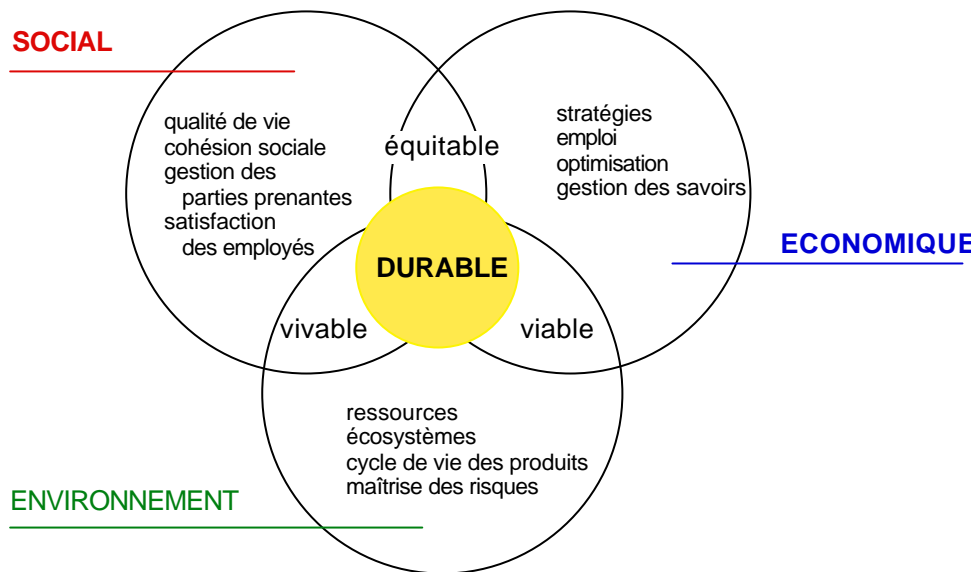 SOCIAL
qualité de vie
cohésion sociale
gestion des
parties prenantes
satisfaction
des employés
équitable
stratégies
emploi
optimisation
gestion des savoirs
ECONOMIQUE
DURABLE
vivable
viable
ressources
écosystèmes
cycle de vie des produits
maîtrise des risques
ENVIRONNEMENT